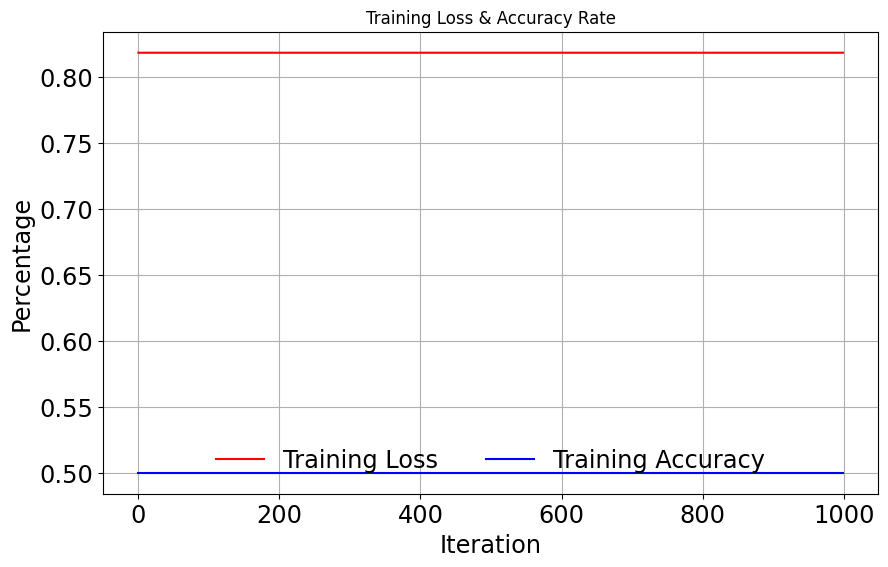 Training Loss & Accuracy Rate
Percentage
0.80
0.75
0.70
0.65
0.60
0.55
0.50
Training Loss
Training Accuracy
0 200 400 600 800 1000
Iteration